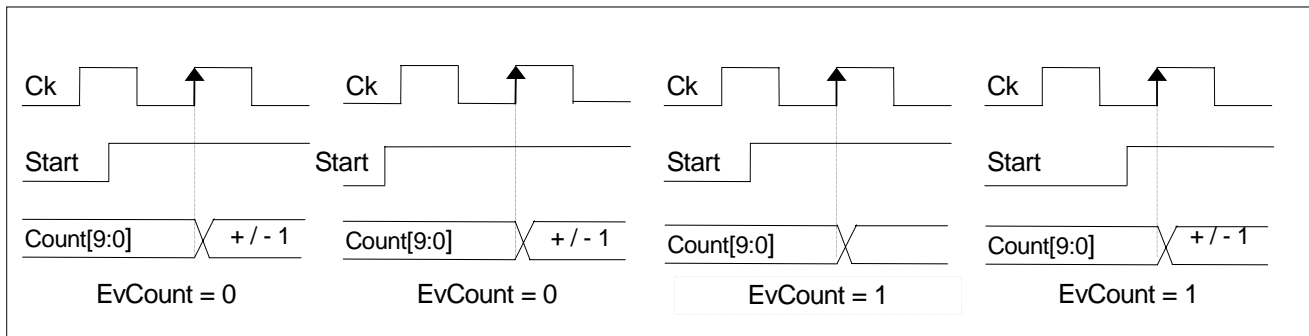 Ck
Start
Count[9:0] + / - 1
EvCount = 0
Ck
Start
Count[9:0] + / - 1
EvCount = 0
Ck
Start
Count[9:0]
EvCount = 1
Ck
Start
Count[9:0] + / - 1
EvCount = 1